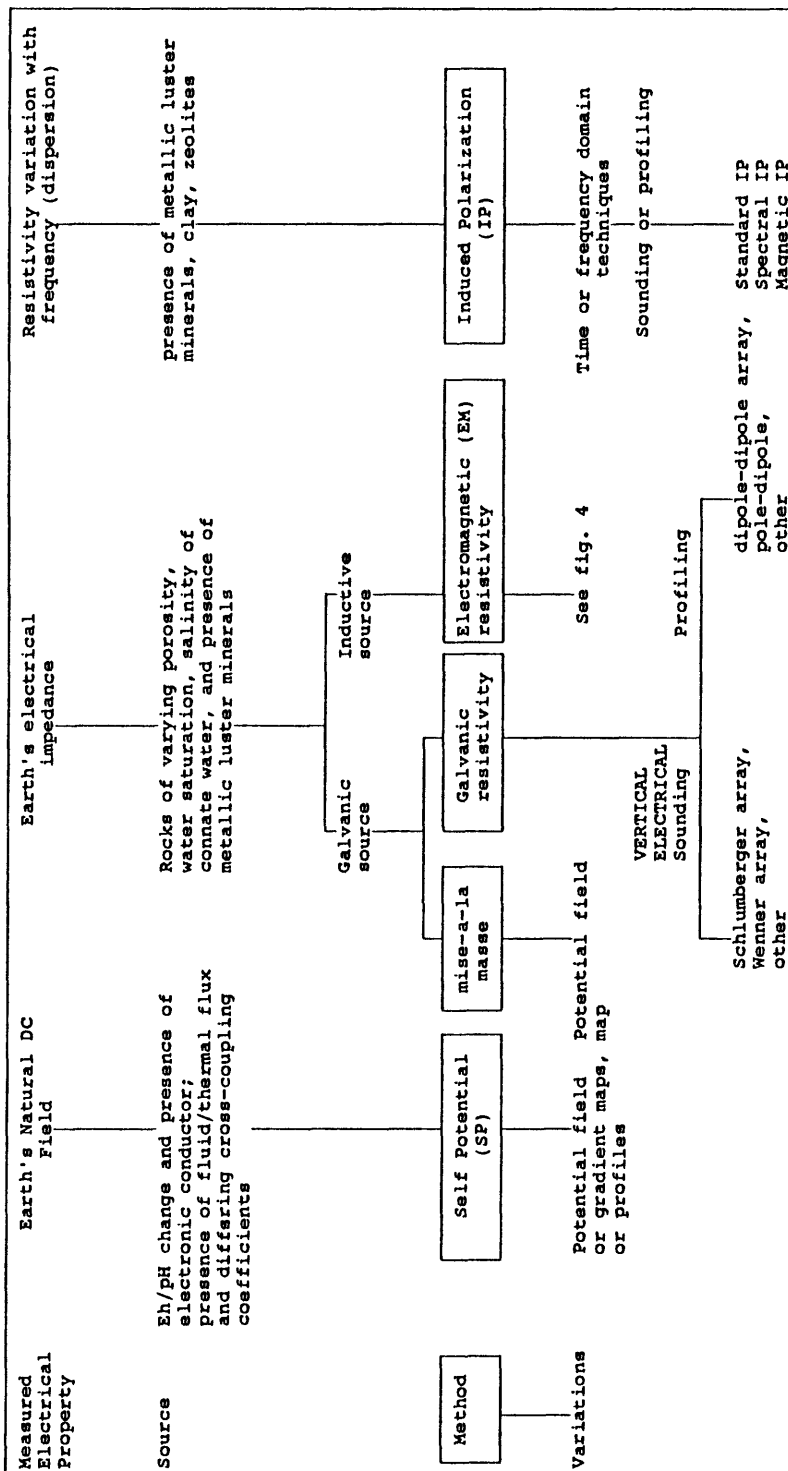 Measured
Electrical
Property
Earth's Natural DC
Field
Earth's electrical
impedance
Resistivity variation with
frequency (dispersion)
Source
Eh/pH change and presence of
electronic conductor;
presence of fluid/thermal flux
and differing cross-coupling
coefficients
Rocks of varying porosity,
water saturation, salinity of
connate water, and presence of
metallic luster minerals
presence of metallic luster
minerals, clay, zeolites
Galvanic
source
Inductive
source
Method
Self Potential
(SP)
mise-a-la
masse
Galvanic
resistivity
Electromagnetic (EM)
resistivity
Induced Polarization
(IP)
Variations
Potential field
or gradient maps,
or profiles
Potential field
map
See fig. 4
Time or frequency domain
techniques
Sounding or profiling
VERTICAL
ELECTRICAL
Sounding
Profiling
Schlumberger array,
Wenner array,
other
dipole-dipole array,
pole-dipole,
other
Standard IP
Spectral IP
Magnetic IP